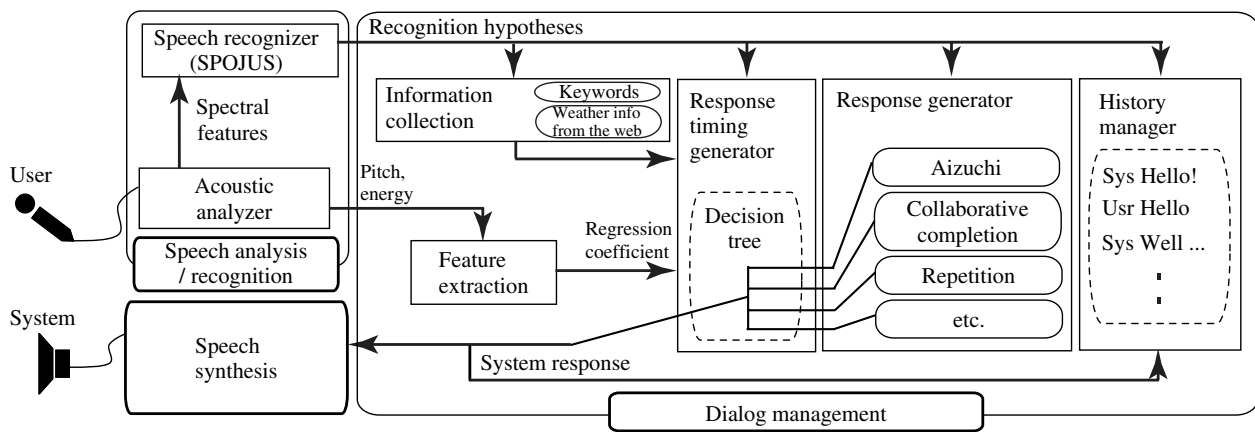 Speech recognizer
(SPOJUS)
Recognition hypotheses
Spectral
features
Information
collection
Keywords
Weather info
from the web
Response
timing
generator
Response generator
History
manager
User
Acoustic
analyzer
Pitch,
energy
Aizuchi
Sys Hello!
Usr Hello
Sys Well ...
Decision
tree
Collaborative
completion
Speech analysis
/ recognition
Feature
extraction
Regression
coefficient
Repetition
etc.
System
Speech
synthesis
System response
Dialog management